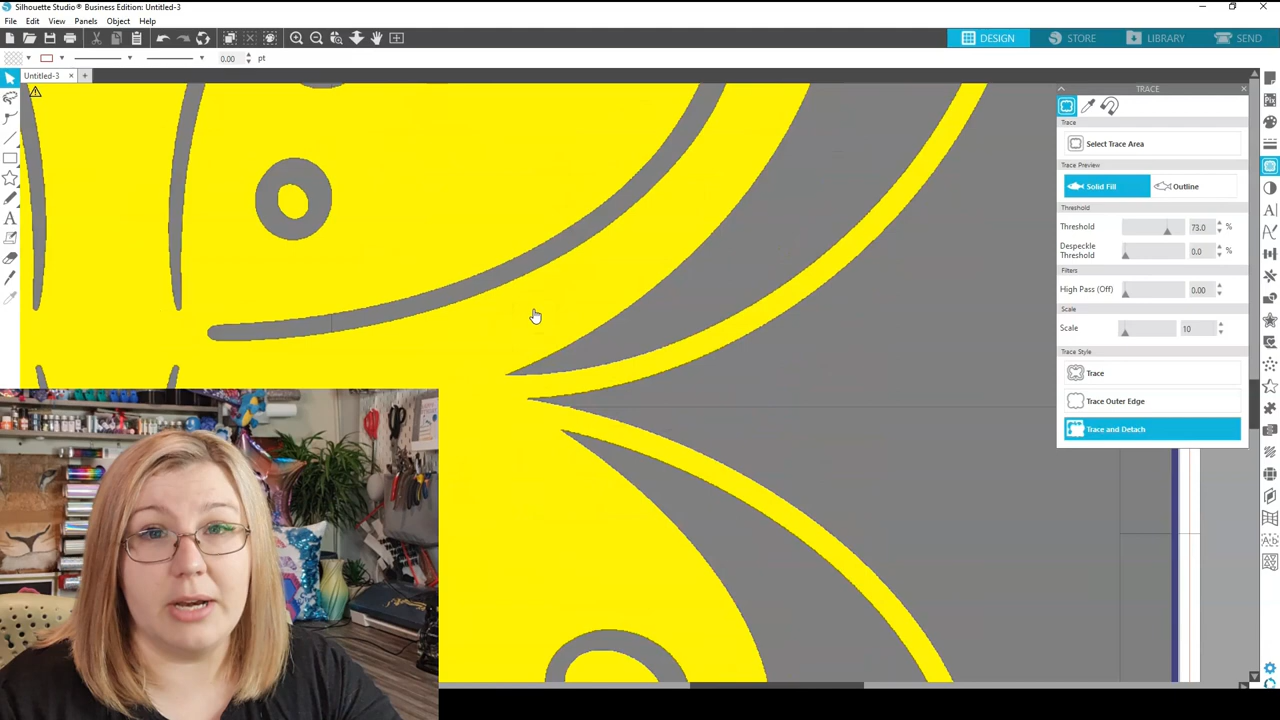 Silhouette Studio® Business Edition: Untitled-3
File Edit View Panels Object Help
DESIGN STORE LIBRARY SEND
0.00 pt
Untitled-3
TRACE
Trace
Select Trace Area
Trace Preview
Solid Fill Outline
Threshold
Threshold 73.0 %
Despeckle Threshold 0.0 %
Filters
High Pass (Off) 0.00
Scale
Scale 10
Trace Style
Trace
Trace Outer Edge
Trace and Detach